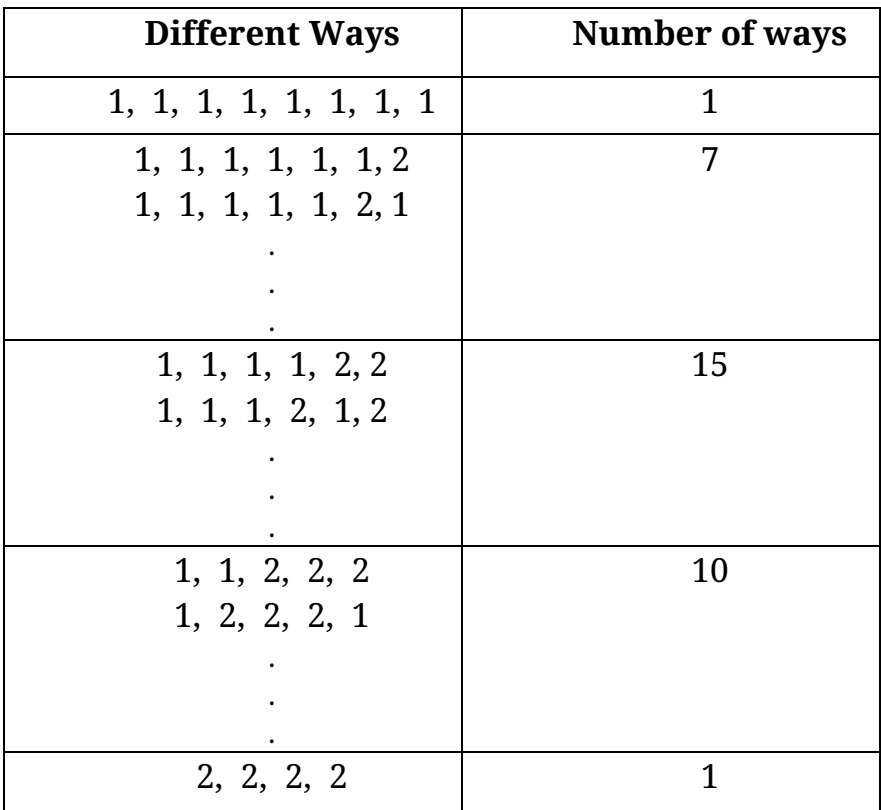 Different Ways Number of ways
1, 1, 1, 1, 1, 1, 1, 1 1
1, 1, 1, 1, 1, 1, 2 7
1, 1, 1, 1, 1, 2, 1
.
.
.
1, 1, 1, 1, 2, 2 15
1, 1, 1, 2, 1, 2
.
.
.
1, 1, 2, 2, 2 10
1, 2, 2, 2, 1
.
.
.
2, 2, 2, 2 1